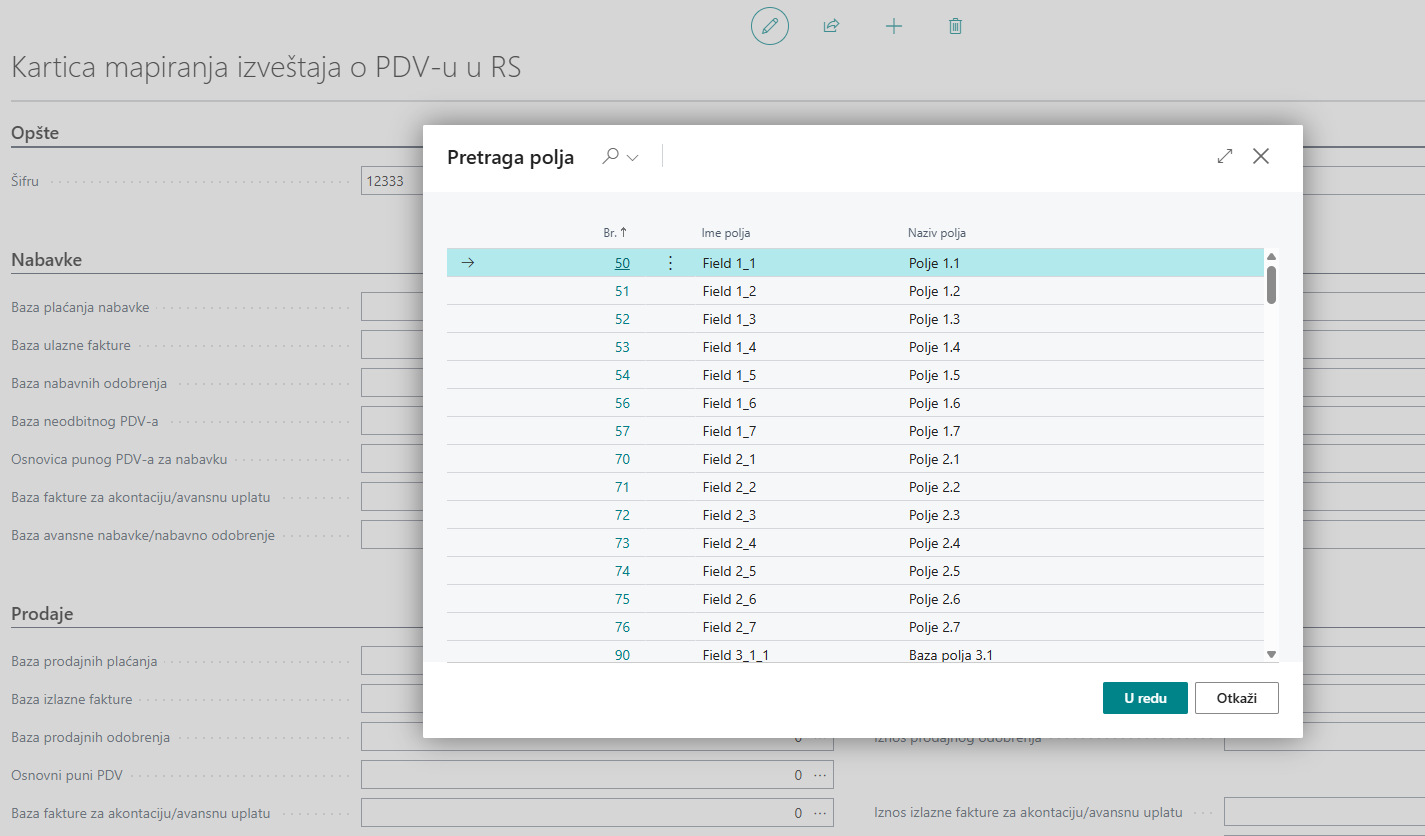 Kartica mapiranja izveštaja o PDV-u u RS
Opšte
Šifru 12333
Nabavke
Baza plaćanja nabavke
Baza ulazne fakture
Baza nabavnih odobrenja
Baza neodbitnog PDV-a
Osnovica punog PDV-a za nabavku
Baza fakture za akontaciju/avansnu uplatu
Baza avansne nabavke/nabavno odobrenje
Prodaje
Baza prodajnih plaćanja
Baza izlazne fakture
Baza prodajnih odobrenja
Iznos prodajnog odobrenja
Osnovni puni PDV 0
Baza fakture za akontaciju/avansnu uplatu 0
Iznos izlazne fakture za akontaciju/avansnu uplatu
Pretraga polja
Br. ↑ Ime polja Naziv polja
50 Field 1_1 Polje 1.1
51 Field 1_2 Polje 1.2
52 Field 1_3 Polje 1.3
53 Field 1_4 Polje 1.4
54 Field 1_5 Polje 1.5
56 Field 1_6 Polje 1.6
57 Field 1_7 Polje 1.7
70 Field 2_1 Polje 2.1
71 Field 2_2 Polje 2.2
72 Field 2_3 Polje 2.3
73 Field 2_4 Polje 2.4
74 Field 2_5 Polje 2.5
75 Field 2_6 Polje 2.6
76 Field 2_7 Polje 2.7
90 Field 3_1_1 Baza polja 3.1
U redu Otkaži